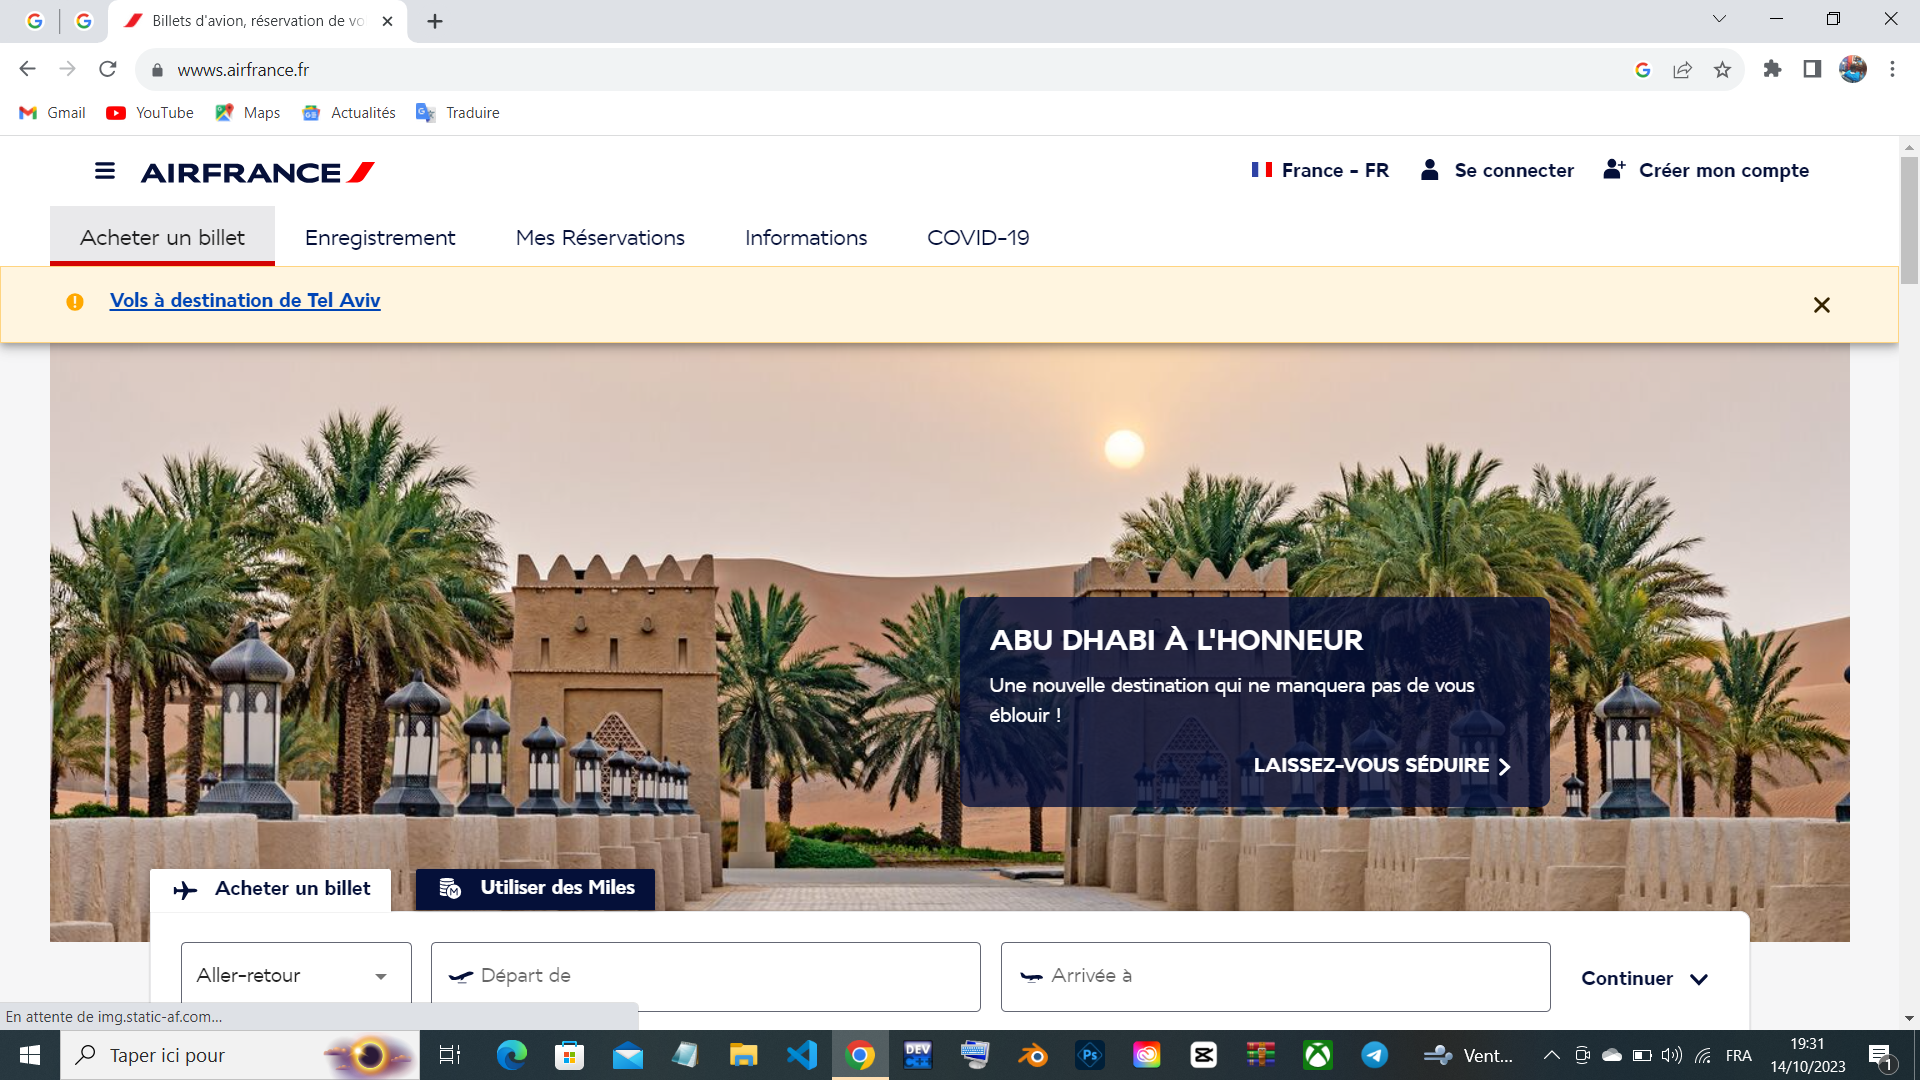 Billets d'avion, réservation de vo
wwws.airfrance.fr
Gmail
YouTube
Maps
Actualités
Traduire
AIRFRANCE
France - FR
Se connecter
Créer mon compte
Acheter un billet
Enregistrement
Mes Réservations
Informations
COVID-19
Vols à destination de Tel Aviv
ABU DHABI À L'HONNEUR
Une nouvelle destination qui ne manquera pas de vous
éblouir !
LAISSEZ-VOUS SÉDUIRE
Acheter un billet
Utiliser des Miles
Aller-retour
Départ de
Arrivée à
Continuer
En attente de img.static-af.com...
Taper ici pour
DEV
Ps
Vent...
FRA
19:31
14/10/2023
1